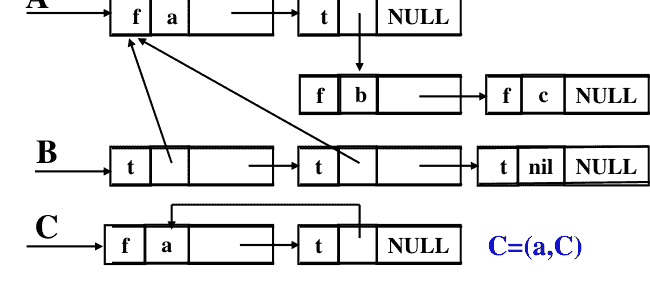 A f a t NULL
f b f c NULL
B t t t nil NULL
C f a t NULL C=(a,C)